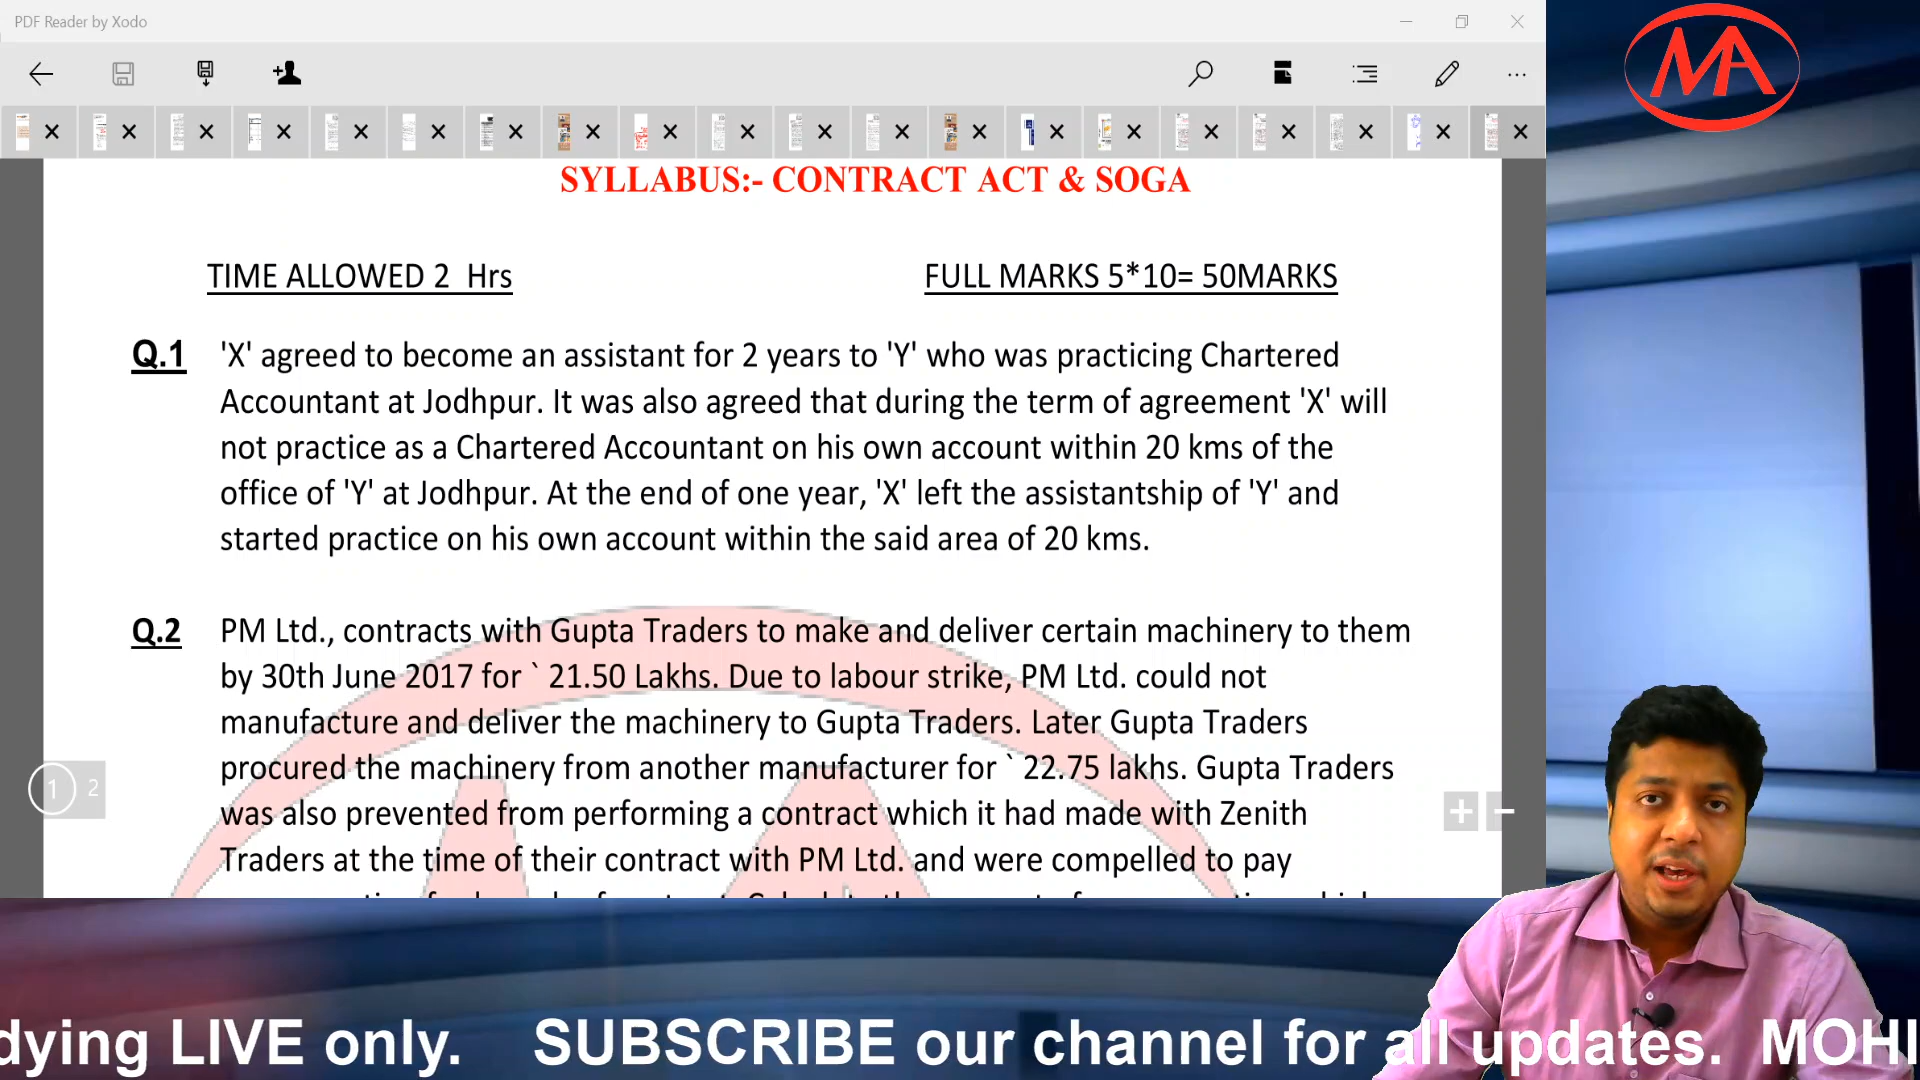 PDF Reader by Xodo
MA
SYLLABUS:- CONTRACT ACT & SOGA
TIME ALLOWED 2 Hrs
FULL MARKS 5*10= 50MARKS
Q.1 'X' agreed to become an assistant for 2 years to 'Y' who was practicing Chartered
Accountant at Jodhpur. It was also agreed that during the term of agreement 'X' will
not practice as a Chartered Accountant on his own account within 20 kms of the
office of 'Y' at Jodhpur. At the end of one year, 'X' left the assistantship of 'Y' and
started practice on his own account within the said area of 20 kms.
Q.2 PM Ltd., contracts with Gupta Traders to make and deliver certain machinery to them
by 30th June 2017 for ` 21.50 Lakhs. Due to labour strike, PM Ltd. could not
manufacture and deliver the machinery to Gupta Traders. Later Gupta Traders
procured the machinery from another manufacturer for ` 22.75 lakhs. Gupta Traders
was also prevented from performing a contract which it had made with Zenith
Traders at the time of their contract with PM Ltd. and were compelled to pay
1 2
dying LIVE only. SUBSCRIBE our channel for all updates. MOHI